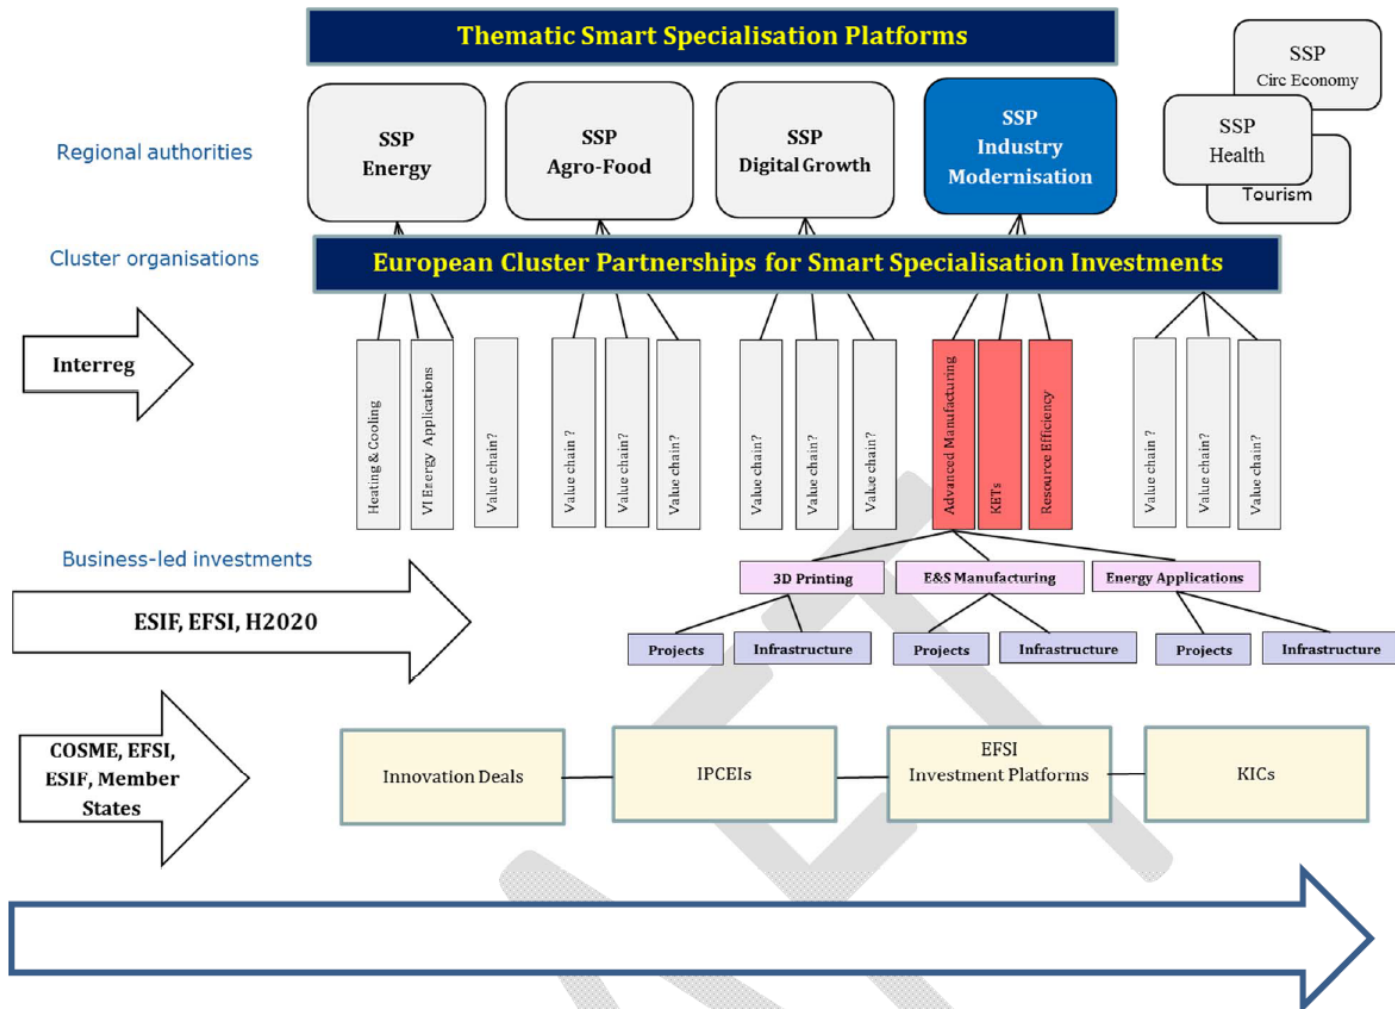 Thematic Smart Specialisation Platforms
SSP
Circ Economy
SSP
Health
Tourism
Regional authorities
SSP
Energy
SSP
Agro-Food
SSP
Digital Growth
SSP
Industry
Modernisation
Cluster organisations
European Cluster Partnerships for Smart Specialisation Investments
Interreg
Heating & Cooling
VI Energy Applications
Value chain?
Value chain ?
Value chain?
Value chain?
Value chain?
Value chain?
Value chain?
Advanced Manufacturing
KETs
Resource Efficiency
Value chain ?
Value chain?
Value chain?
Business-led investments
ESIF, EFSI, H2020
3D Printing
E&S Manufacturing
Energy Applications
Projects
Infrastructure
Projects
Infrastructure
Projects
Infrastructure
COSME, EFSI,
ESIF, Member
States
Innovation Deals
IPCEIs
EFSI
Investment Platforms
KICs